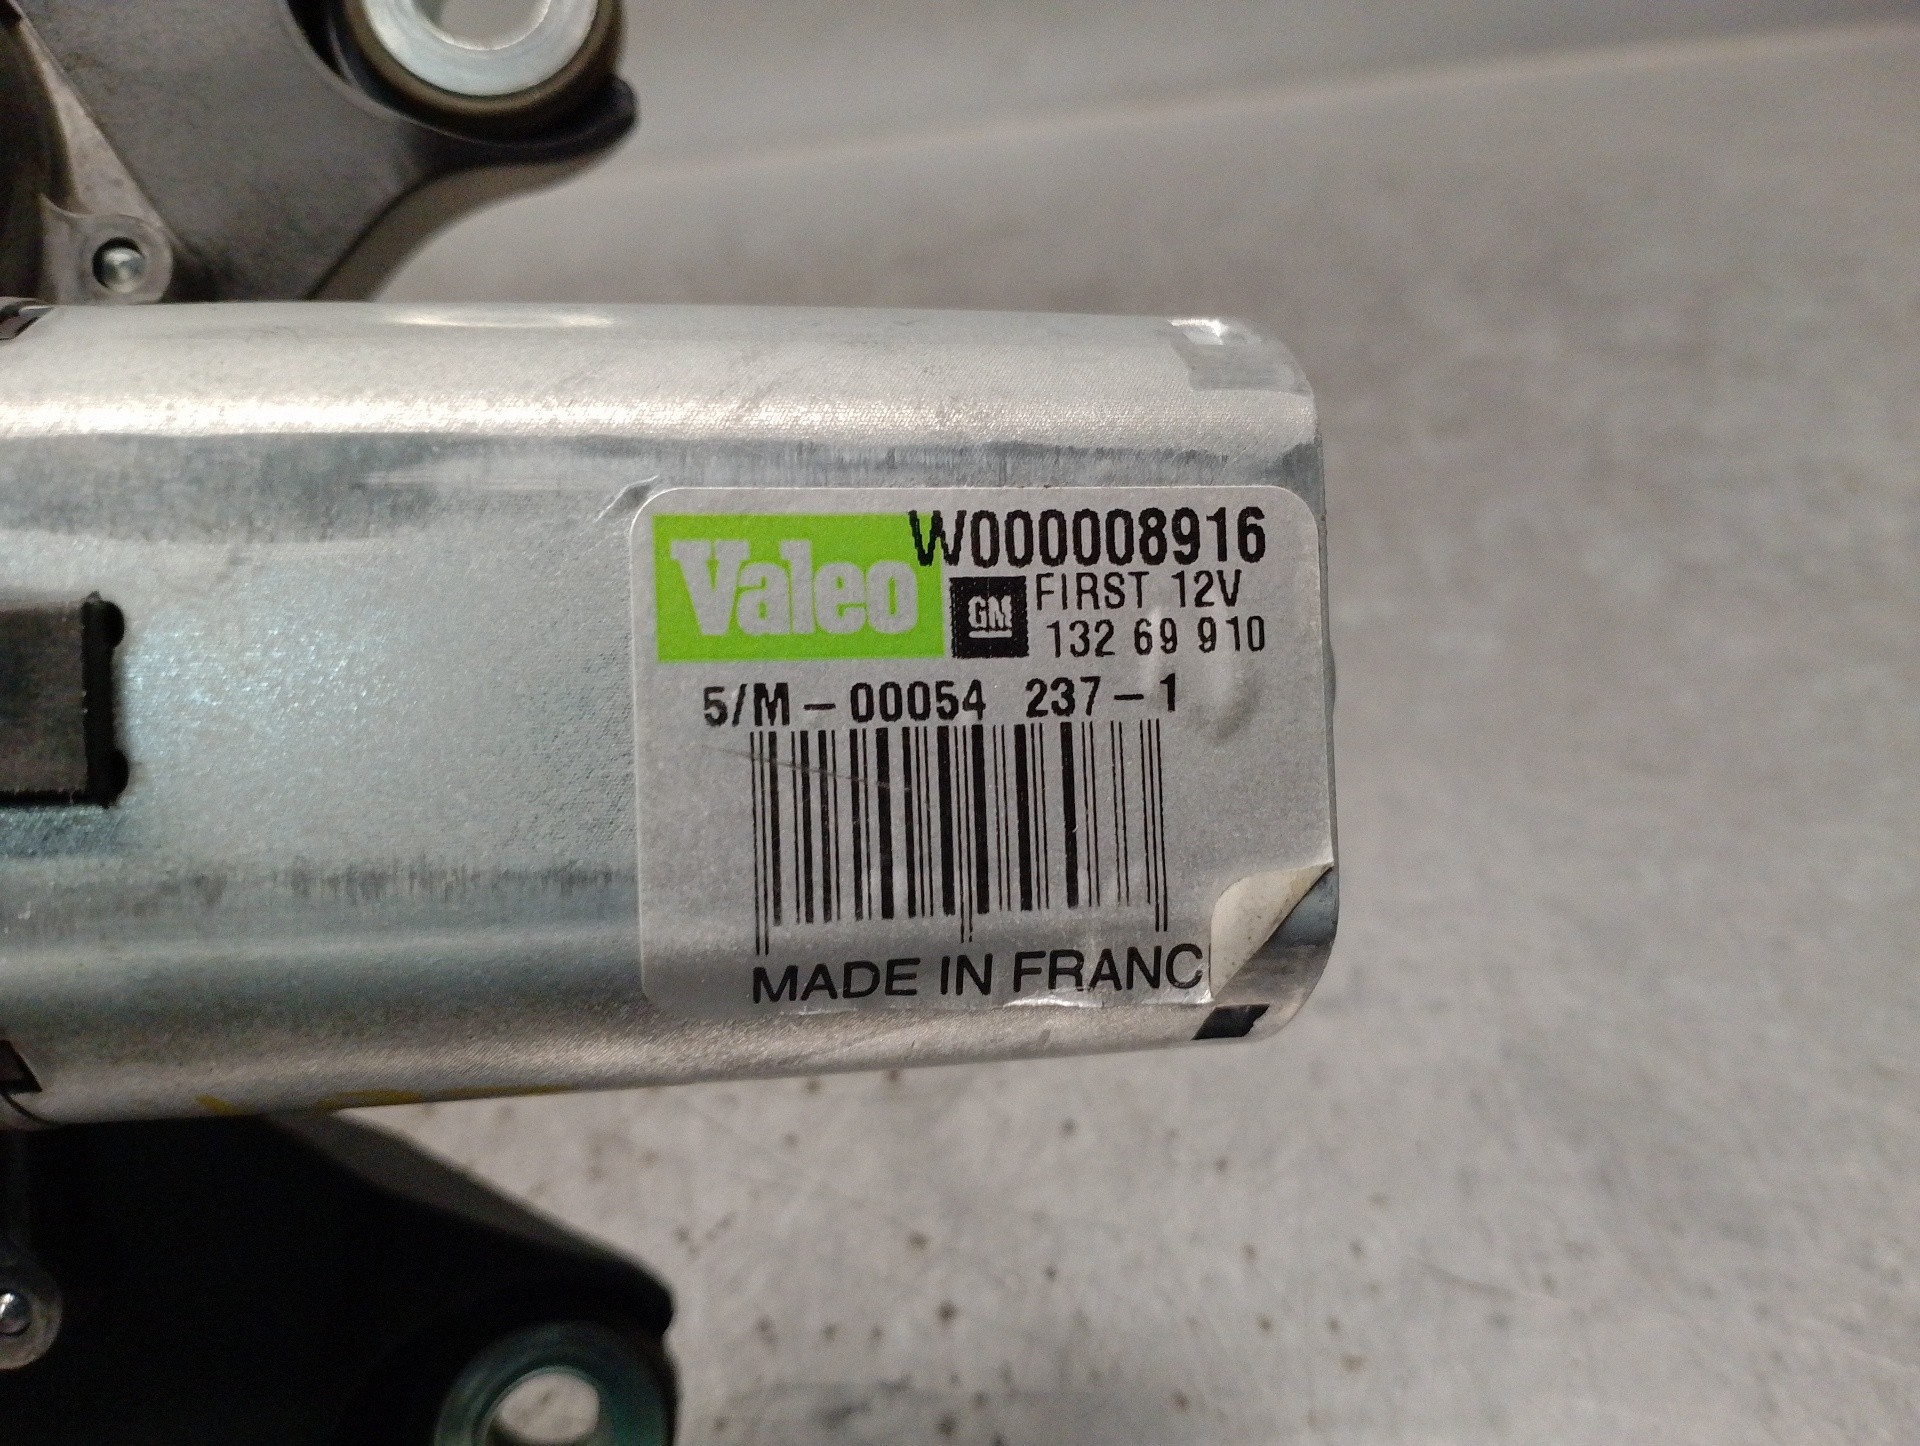 Valeo W000008916
GM FIRST 12V
132 69 910
5/M-00054 237-1
MADE IN FRANC